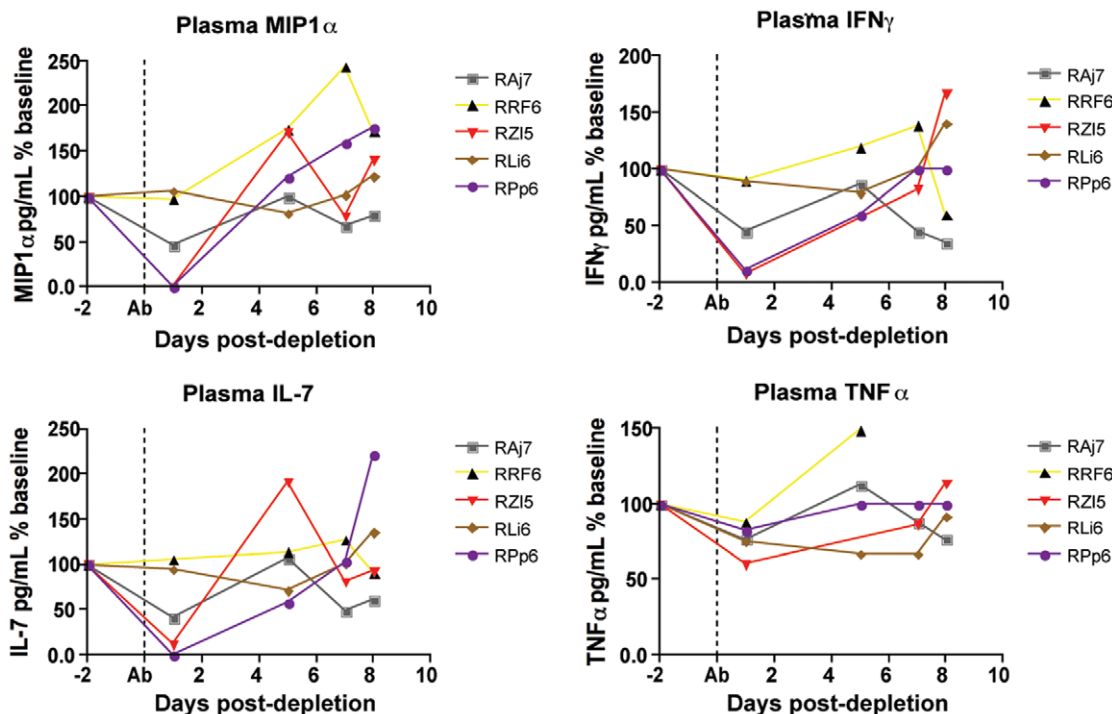 Plasma MIP1α
MIP1α pg/mL % baseline
250
200
150
100
50
0.0
-2 Ab 2 4 6 8 10
Days post-depletion
RAj7
RRF6
RZI5
RLi6
RPp6
Plasma IFNγ
IFNγ pg/mL % baseline
200
150
100
50
0.0
-2 Ab 2 4 6 8 10
Days post-depletion
RAj7
RRF6
RZI5
RLi6
RPp6
Plasma IL-7
IL-7 pg/mL % baseline
250
200
150
100
50
0.0
-2 Ab 2 4 6 8 10
Days post-depletion
RAj7
RRF6
RZI5
RLi6
RPp6
Plasma TNFα
TNFα pg/mL % baseline
150
100
50
0.0
-2 Ab 2 4 6 8 10
Days post-depletion
RAj7
RRF6
RZI5
RLi6
RPp6